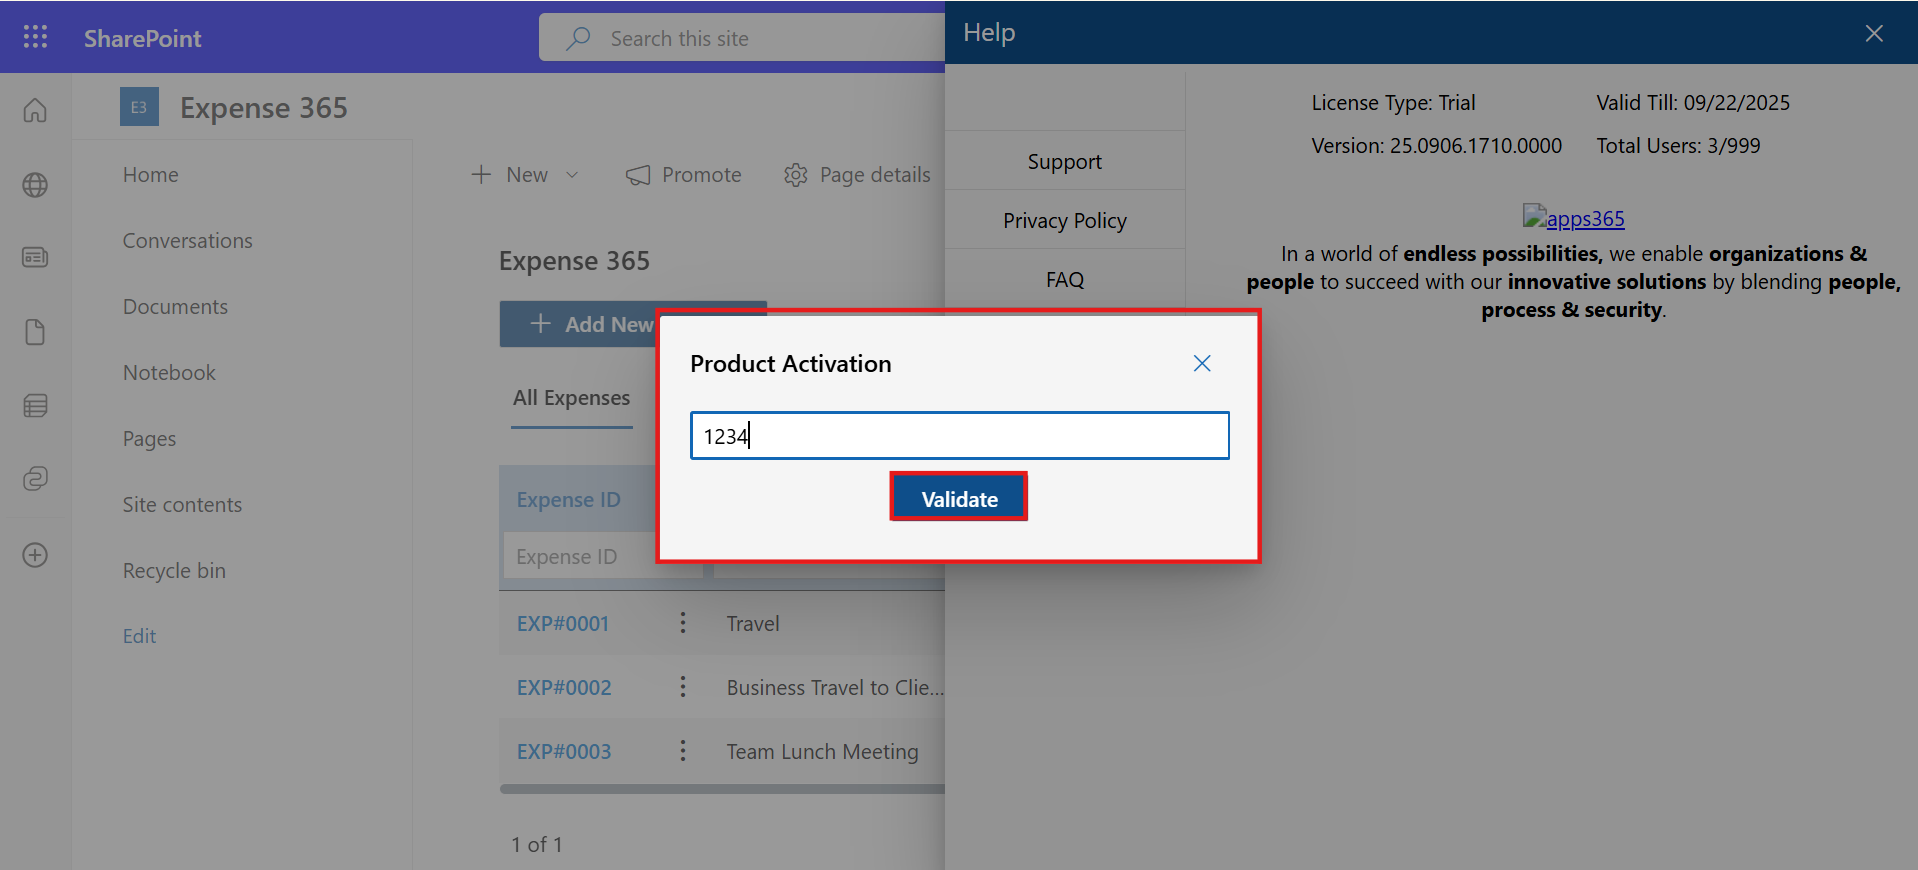 SharePoint
Search this site
Help
E3
Expense 365
Home
Conversations
Documents
Notebook
Pages
Site contents
Recycle bin
Edit
New
Promote
Page details
Expense 365
Add New
All Expenses
Expense ID
Expense ID
EXP#0001
Travel
EXP#0002
Business Travel to Clie...
EXP#0003
Team Lunch Meeting
1 of 1
Support
Privacy Policy
FAQ
License Type: Trial
Valid Till: 09/22/2025
Version: 25.0906.1710.0000
Total Users: 3/999
apps365
In a world of endless possibilities, we enable organizations &
people to succeed with our innovative solutions by blending people,
process & security.
Product Activation
1234
Validate